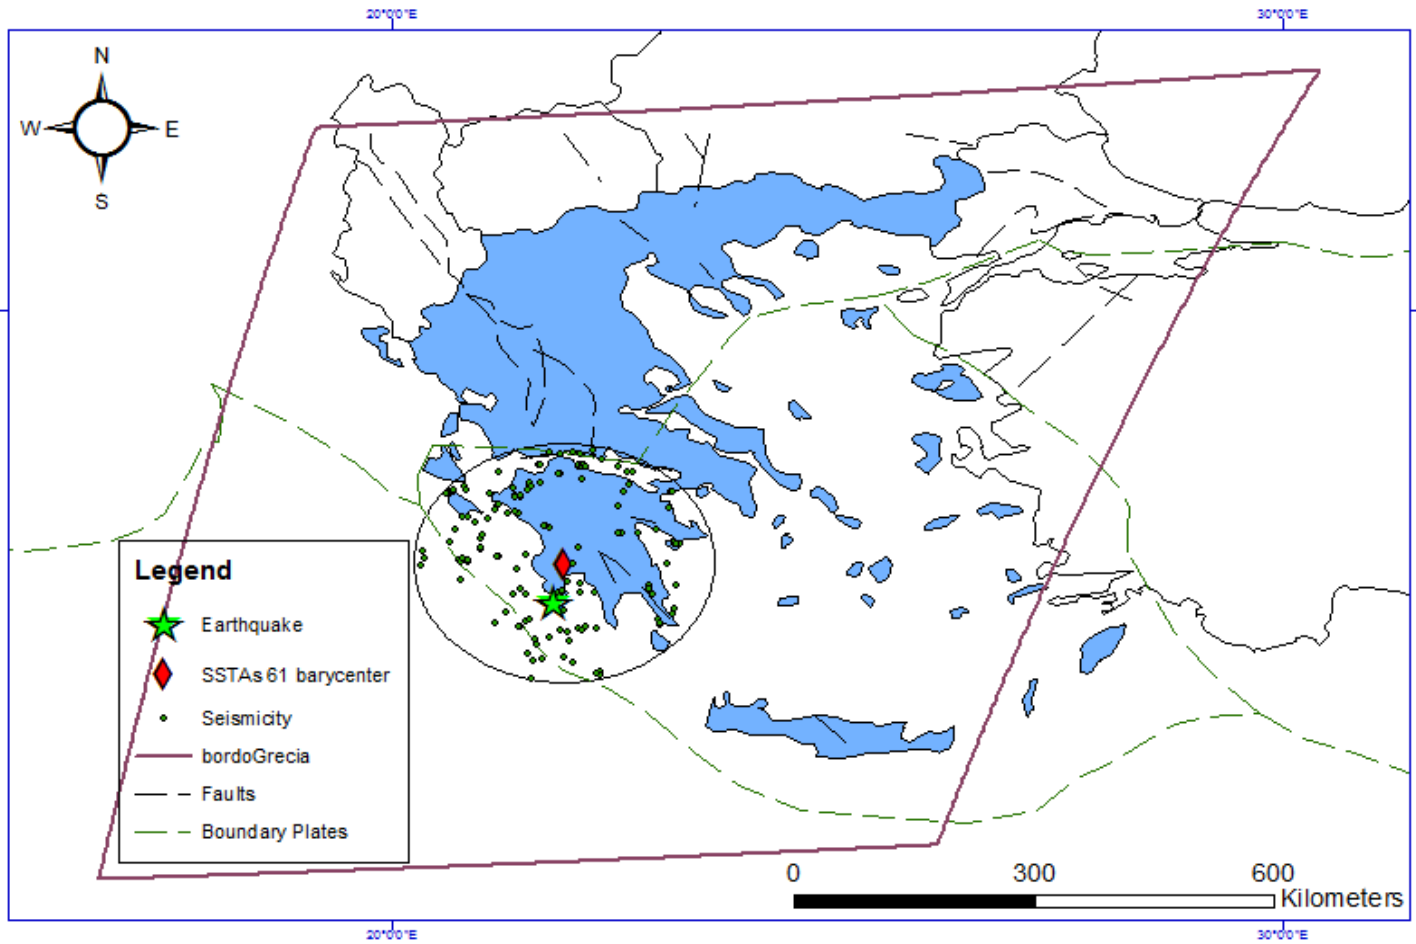 20°0'0"E 30°0'0"E
N
W E
S
Legend
Earthquake
SSTAs 61 barycenter
Seismicity
bordoGrecia
Faults
Boundary Plates
0 300 600
Kilometers
20°0'0"E 30°0'0"E